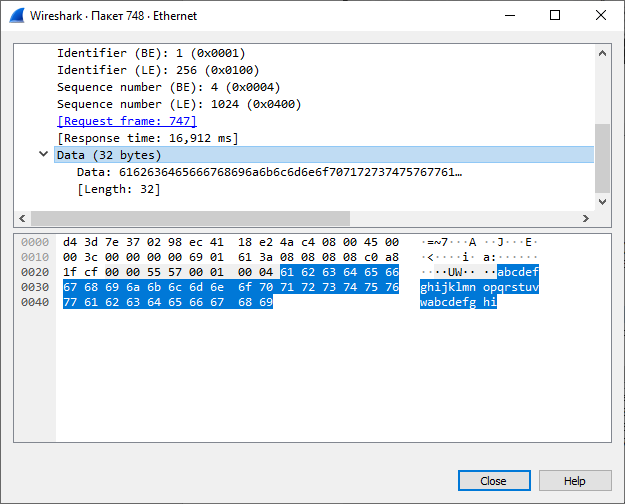 Wireshark · Пакет 748 · Ethernet
Identifier (BE): 1 (0x0001)
Identifier (LE): 256 (0x0100)
Sequence number (BE): 4 (0x0004)
Sequence number (LE): 1024 (0x0400)
[Request frame: 747]
[Response time: 16,912 ms]
Data (32 bytes)
Data: 6162636465666768696a6b6c6d6e6f707172737475767761…
[Length: 32]
0000 d4 3d 7e 37 02 98 ec 41 18 e2 4a c4 08 00 45 00 ·=~7···A ··J···E·
0010 00 3c 00 00 00 00 69 01 61 3a 08 08 08 08 c0 a8 ·<····i· a:······
0020 1f cf 00 00 55 57 00 01 00 04 61 62 63 64 65 66 ····UW·· ··abcdef
0030 67 68 69 6a 6b 6c 6d 6e 6f 70 71 72 73 74 75 76 ghijklmn opqrstuv
0040 77 61 62 63 64 65 66 67 68 69 wabcdefg hi
Close Help